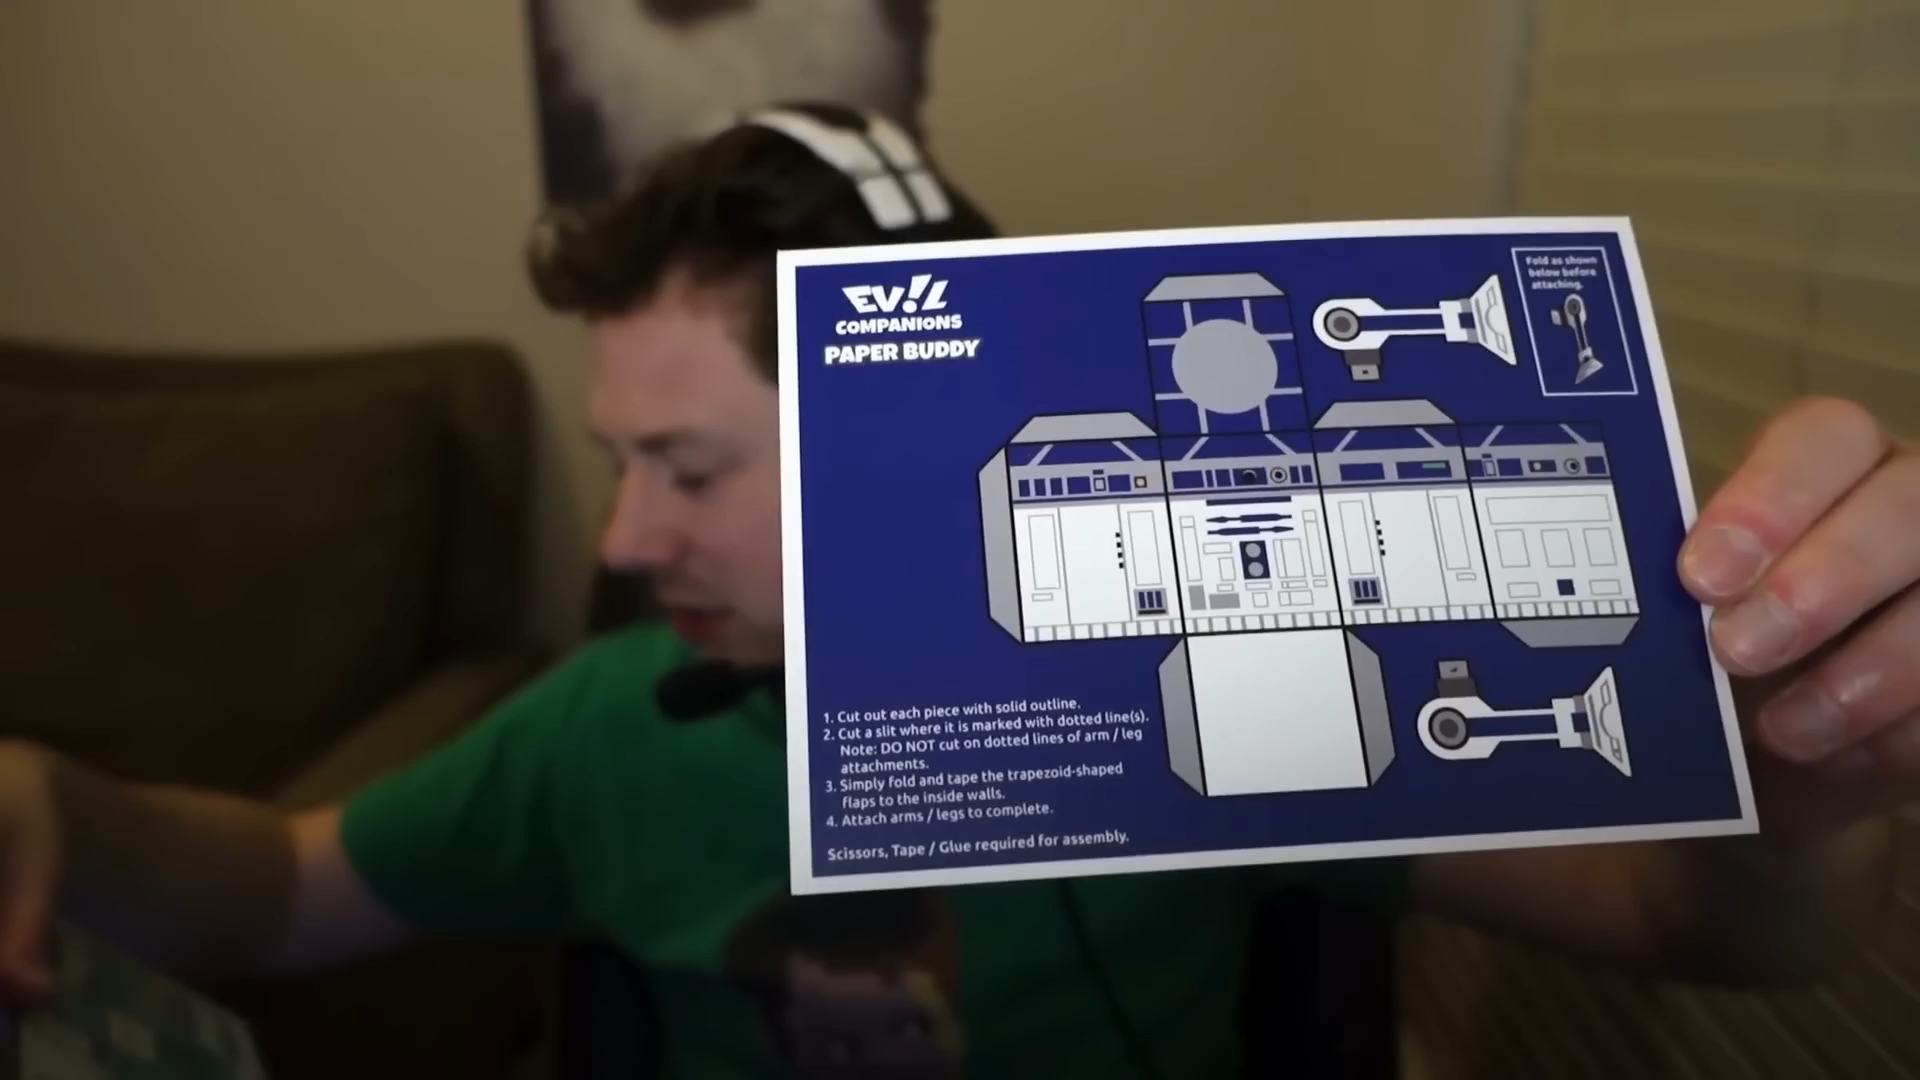 EV!L
COMPANIONS
PAPER BUDDY
Fold as shown
below before
attaching.
1. Cut out each piece with solid outline.
2. Cut a slit where it is marked with dotted line(s).
Note: DO NOT cut on dotted lines of arm / leg
attachments.
3. Simply fold and tape the trapezoid-shaped
flaps to the inside walls.
4. Attach arms / legs to complete.
Scissors, Tape / Glue required for assembly.